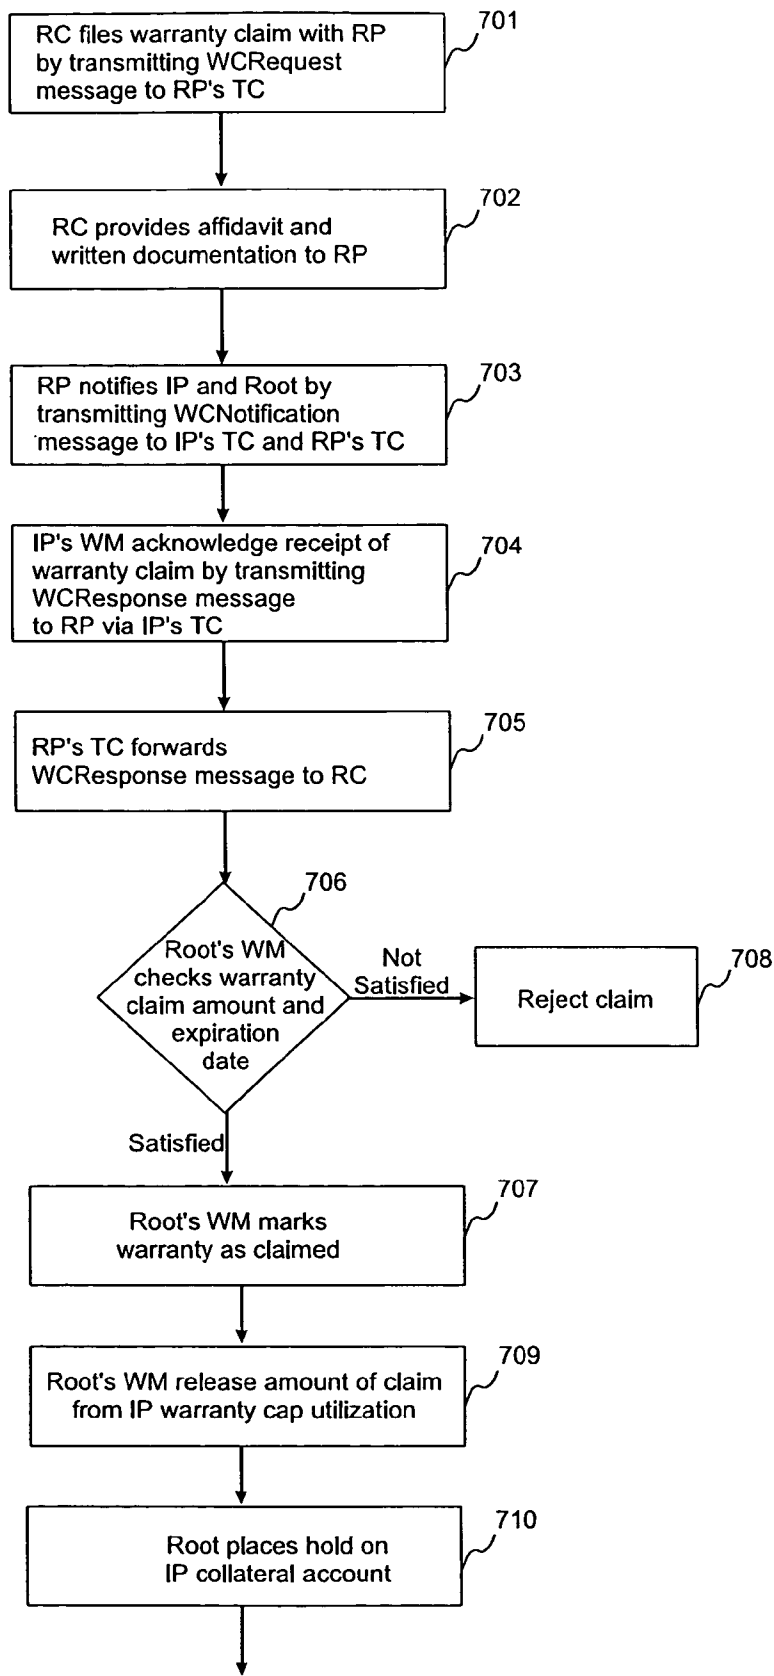 701
RC files warranty claim with RP
by transmitting WCRequest
message to RP's TC
702
RC provides affidavit and
written documentation to RP
703
RP notifies IP and Root by
transmitting WCNotification
message to IP's TC and RP's TC
704
IP's WM acknowledge receipt of
warranty claim by transmitting
WCResponse message
to RP via IP's TC
705
RP's TC forwards
WCResponse message to RC
706
Root's WM
checks warranty
claim amount and
expiration
date
Not
Satisfied
708
Reject claim
Satisfied
707
Root's WM marks
warranty as claimed
709
Root's WM release amount of claim
from IP warranty cap utilization
710
Root places hold on
IP collateral account